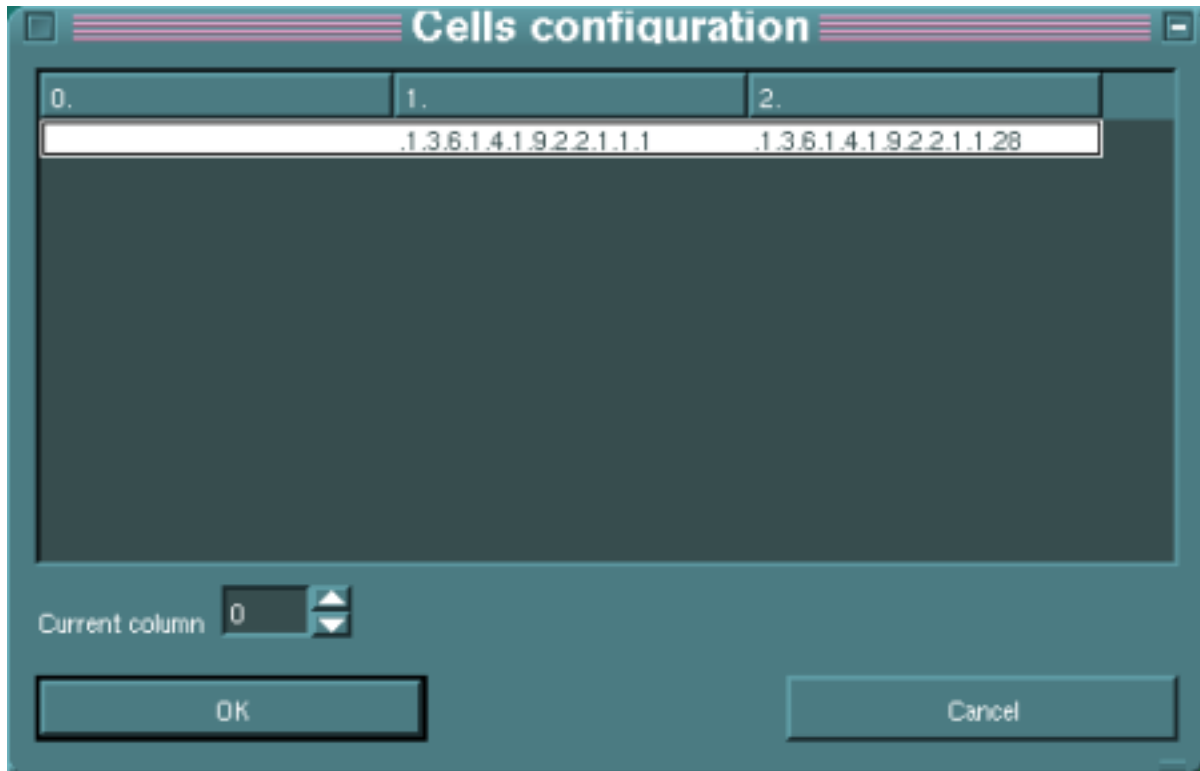 Cells configuration
0. 1. 2.
.1.3.6.1.4.1.9.2.2.1.1.1 .1.3.6.1.4.1.9.2.2.1.1.28
Current column 0
OK Cancel